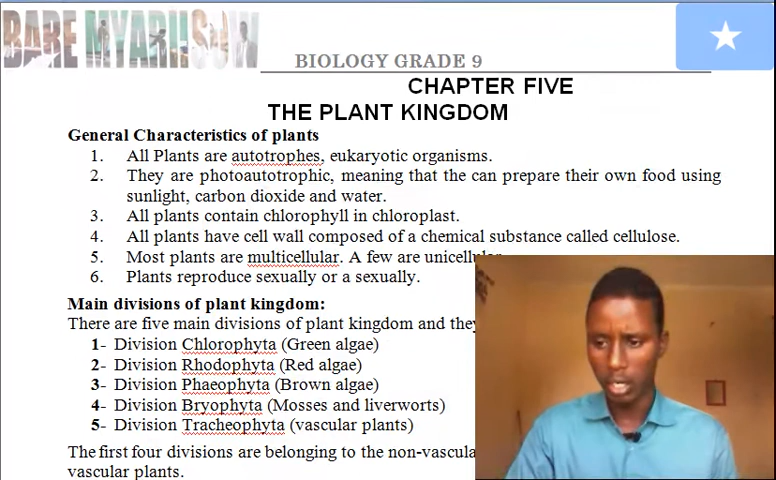 BARE MYARIISOW
BIOLOGY GRADE 9
CHAPTER FIVE
THE PLANT KINGDOM
General Characteristics of plants
1. All Plants are autotrophes, eukaryotic organisms.
2. They are photoautotrophic, meaning that the can prepare their own food using
sunlight, carbon dioxide and water.
3. All plants contain chlorophyll in chloroplast.
4. All plants have cell wall composed of a chemical substance called cellulose.
5. Most plants are multicellular. A few are
6. Plants reproduce sexually or a sexually.
Main divisions of plant kingdom:
There are five main divisions of plant kingdom and
1- Division Chlorophyta (Green algae)
2- Division Rhodophyta (Red algae)
3- Division Phaeophyta (Brown algae)
4- Division Bryophyta (Mosses and liverworts)
5- Division Tracheophyta (vascular plants)
The first four divisions are belonging to the
vascular plants.